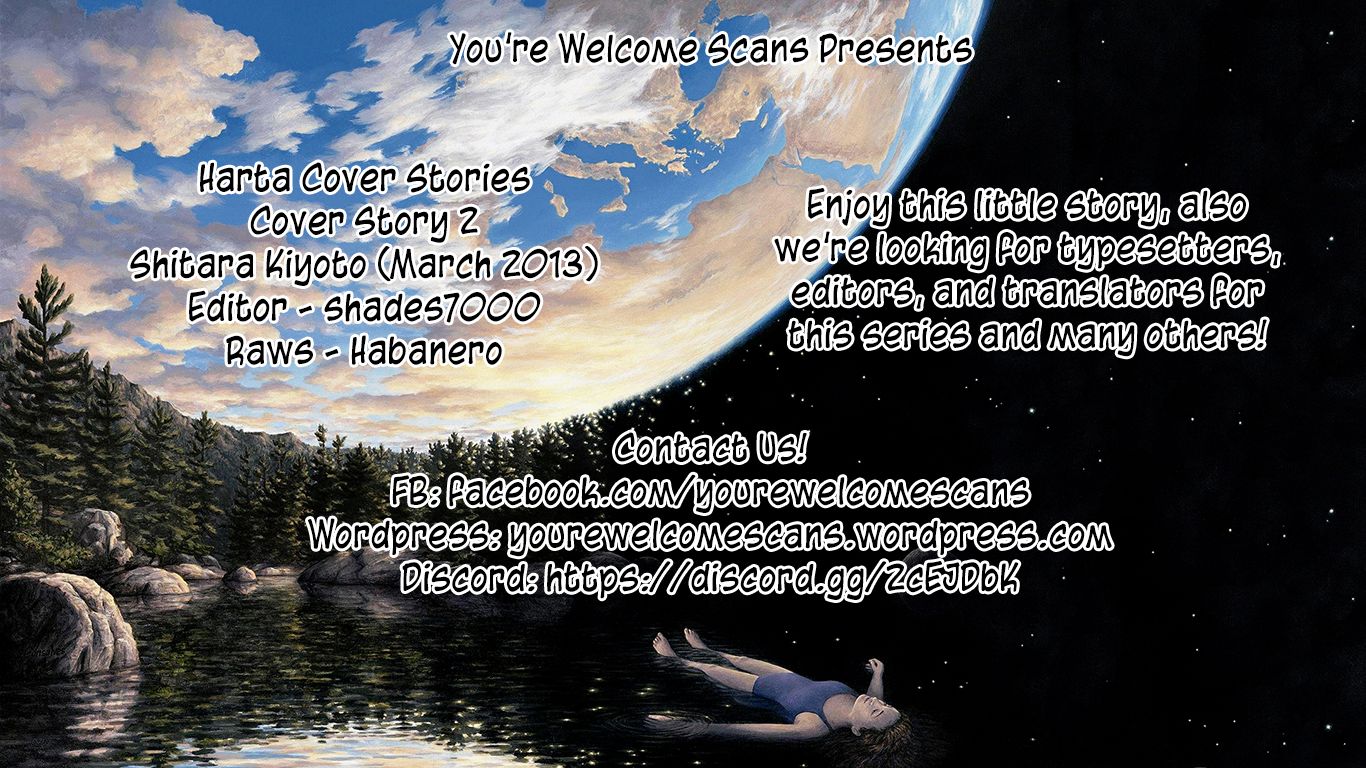 You're Welcome Scans Presents
Harta Cover Stories
Cover Story 2
Shitara Kiyoto (March 2013)
Editor - shades7000
Raws - Habanero
Enjoy this little story, also
we're looking for typesetters,
editors, and translators for
this series and many others!
Contact Us!
FB: facebook.com/yourewelcomescans
Wordpress: yourewelcomescans.wordpress.com
Discord: https://discord.gg/2cEJDbK